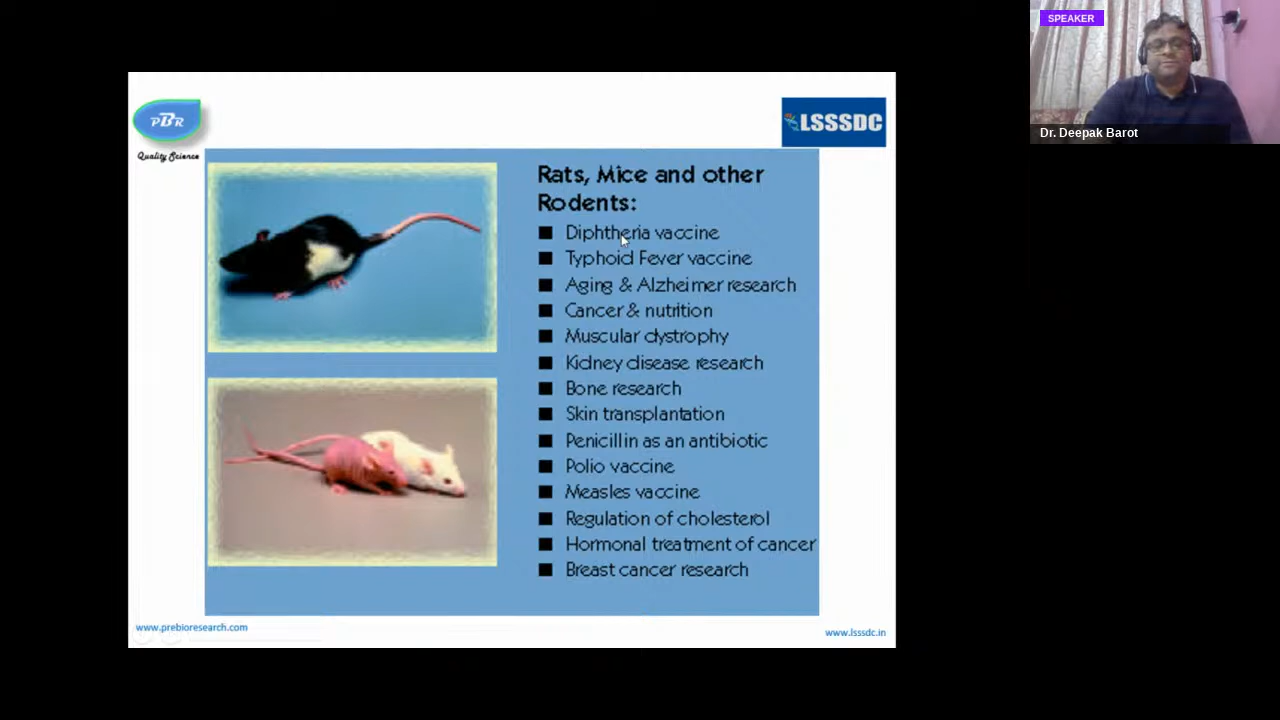 SPEAKER
Dr. Deepak Barot
PBR
Quality Science
LSSSDC
Rats, Mice and other
Rodents:
Diphtheria vaccine
Typhoid Fever vaccine
Aging & Alzheimer research
Cancer & nutrition
Muscular dystrophy
Kidney disease research
Bone research
Skin transplantation
Penicillin as an antibiotic
Polio vaccine
Measles vaccine
Regulation of cholesterol
Hormonal treatment of cancer
Breast cancer research
www.prebioresearch.com
www.lsssdc.in